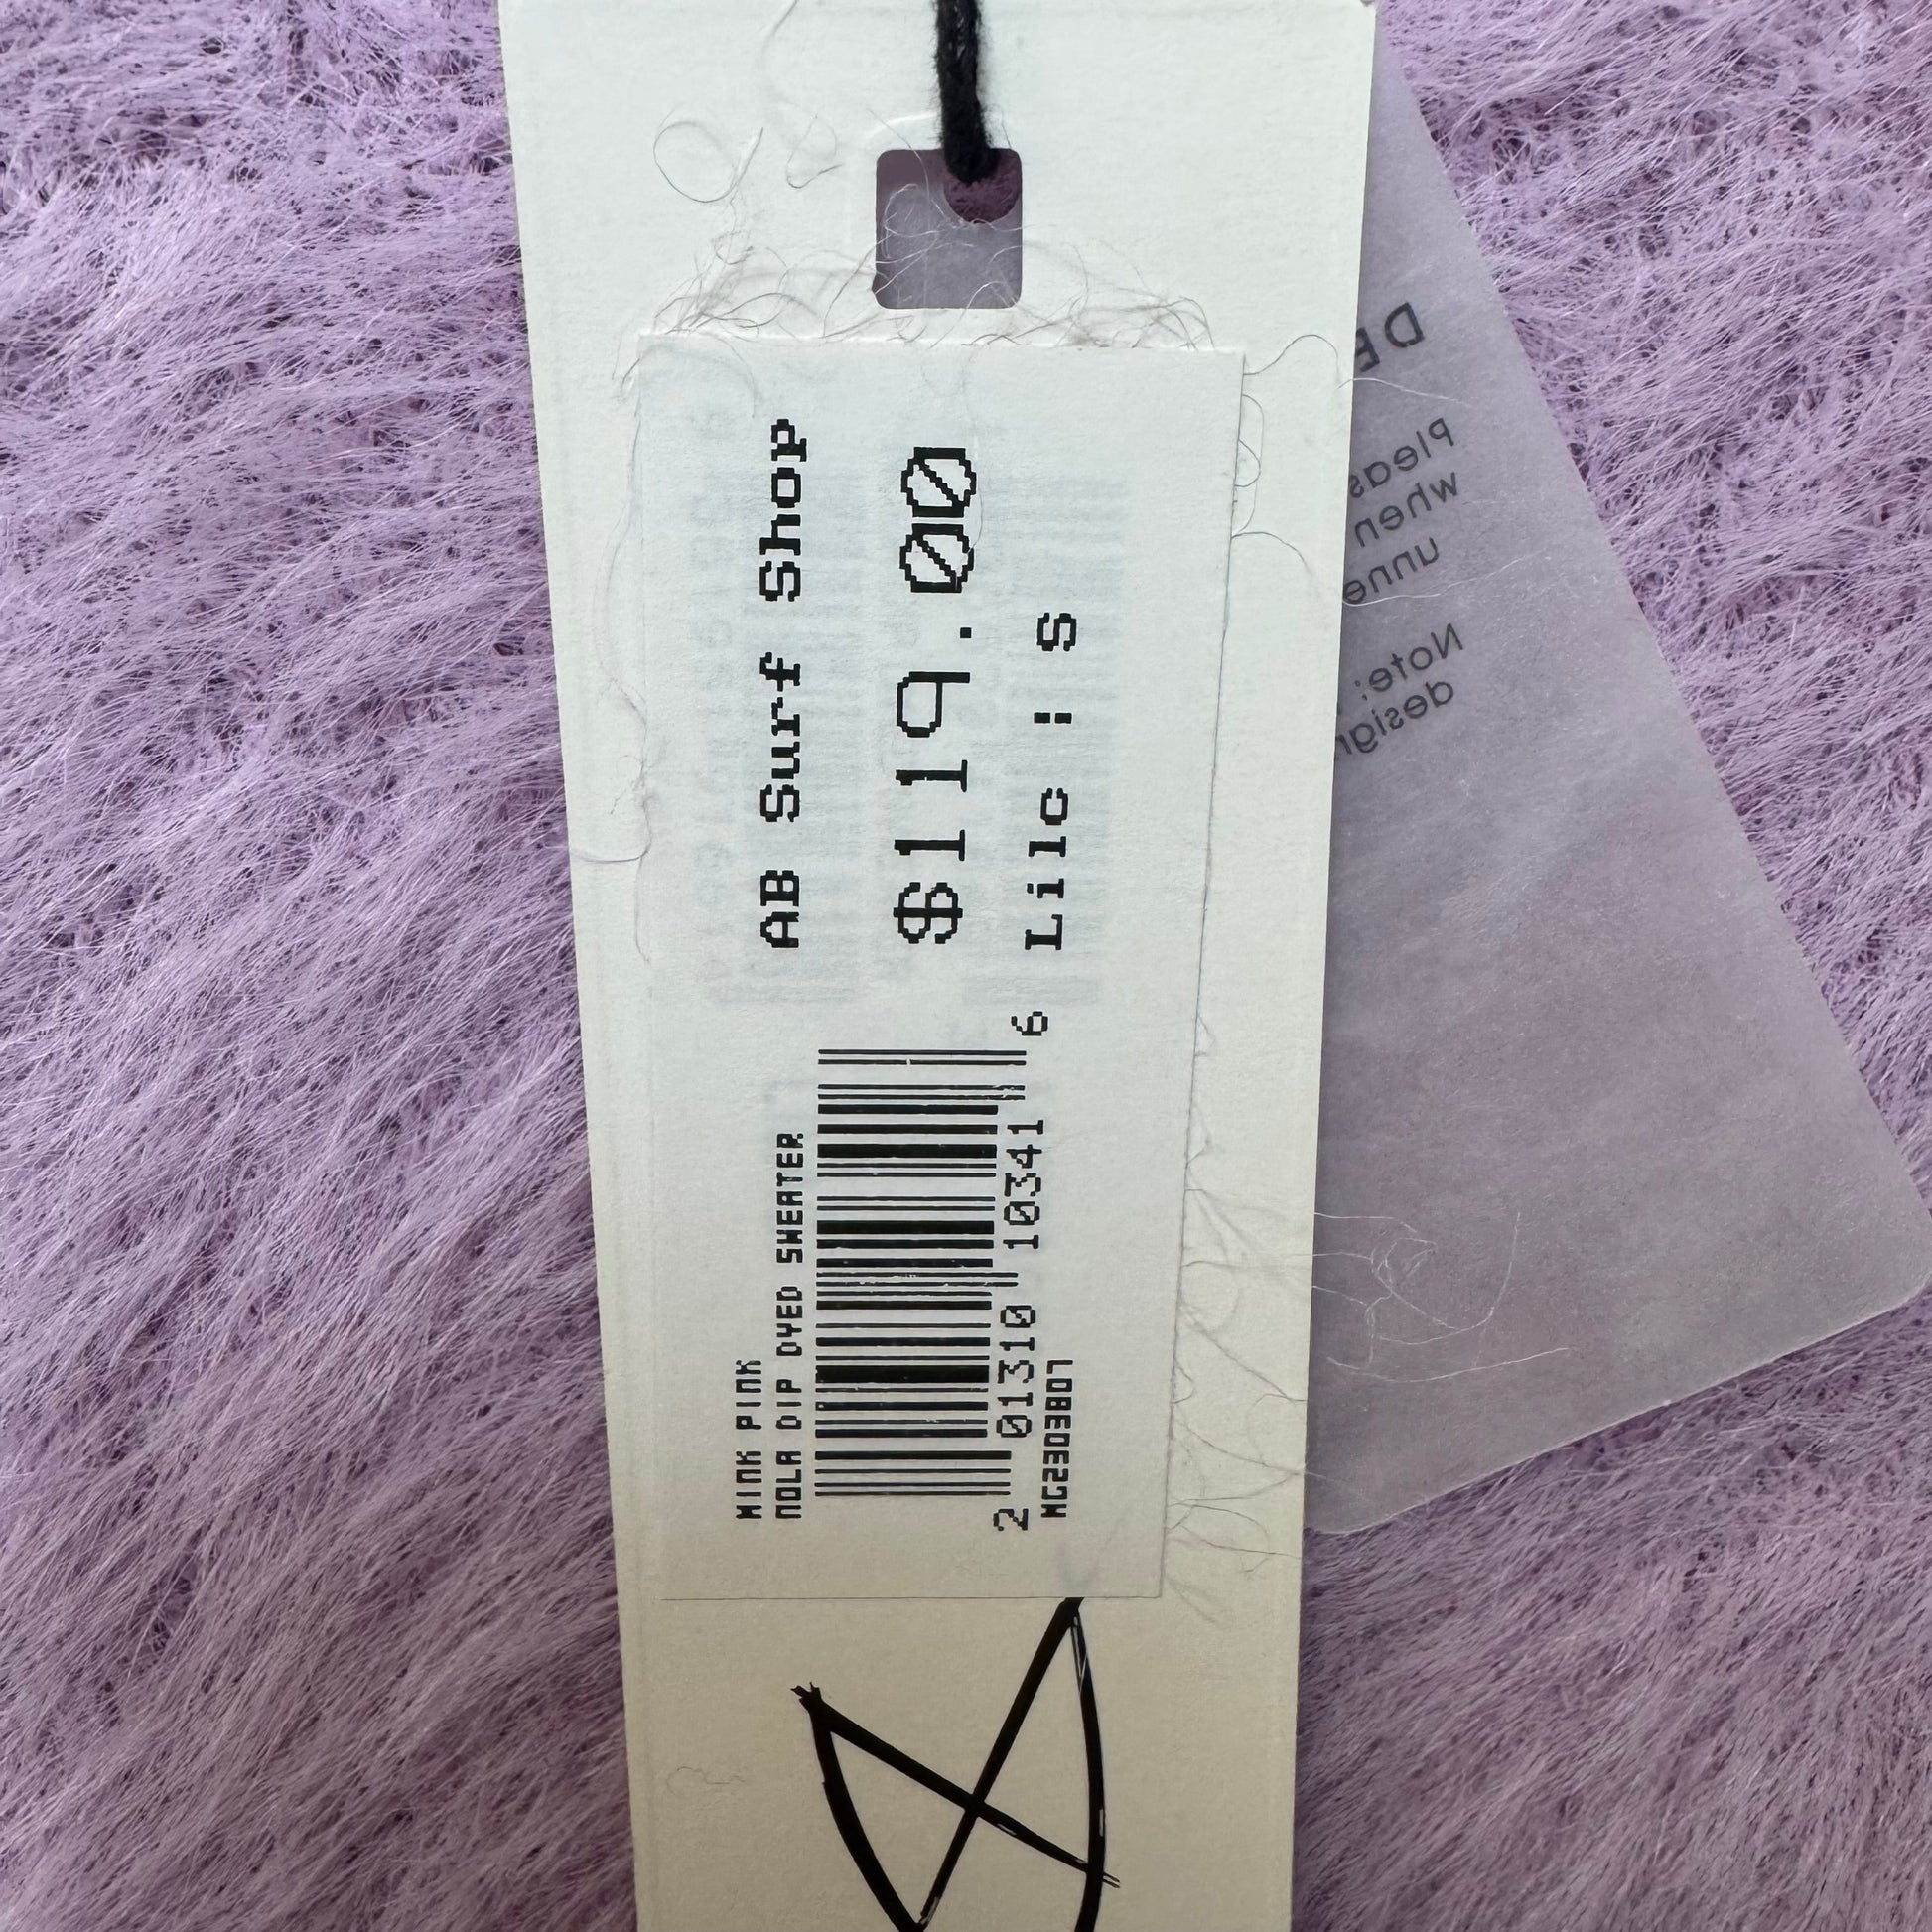 AB Surf Shop
$119.00
Lilc | S
MINK PINK
NOLA DIP DYED SWEATER
2 01310 10341 6
MG2303807
Pleas
when
unne
Note:
design